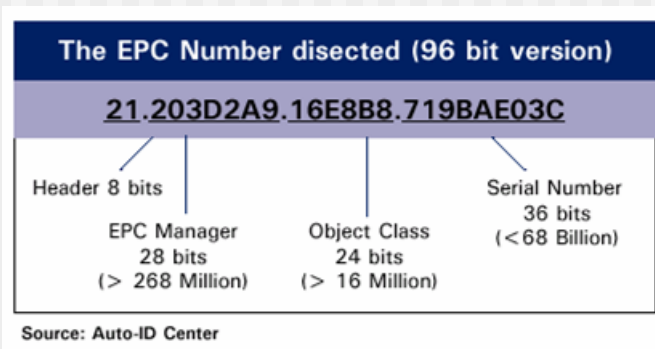 The EPC Number disected (96 bit version)
21.203D2A9.16E8B8.719BAE03C
Header 8 bits
EPC Manager
28 bits
(> 268 Million)
Object Class
24 bits
(> 16 Million)
Serial Number
36 bits
(<68 Billion)
Source: Auto-ID Center